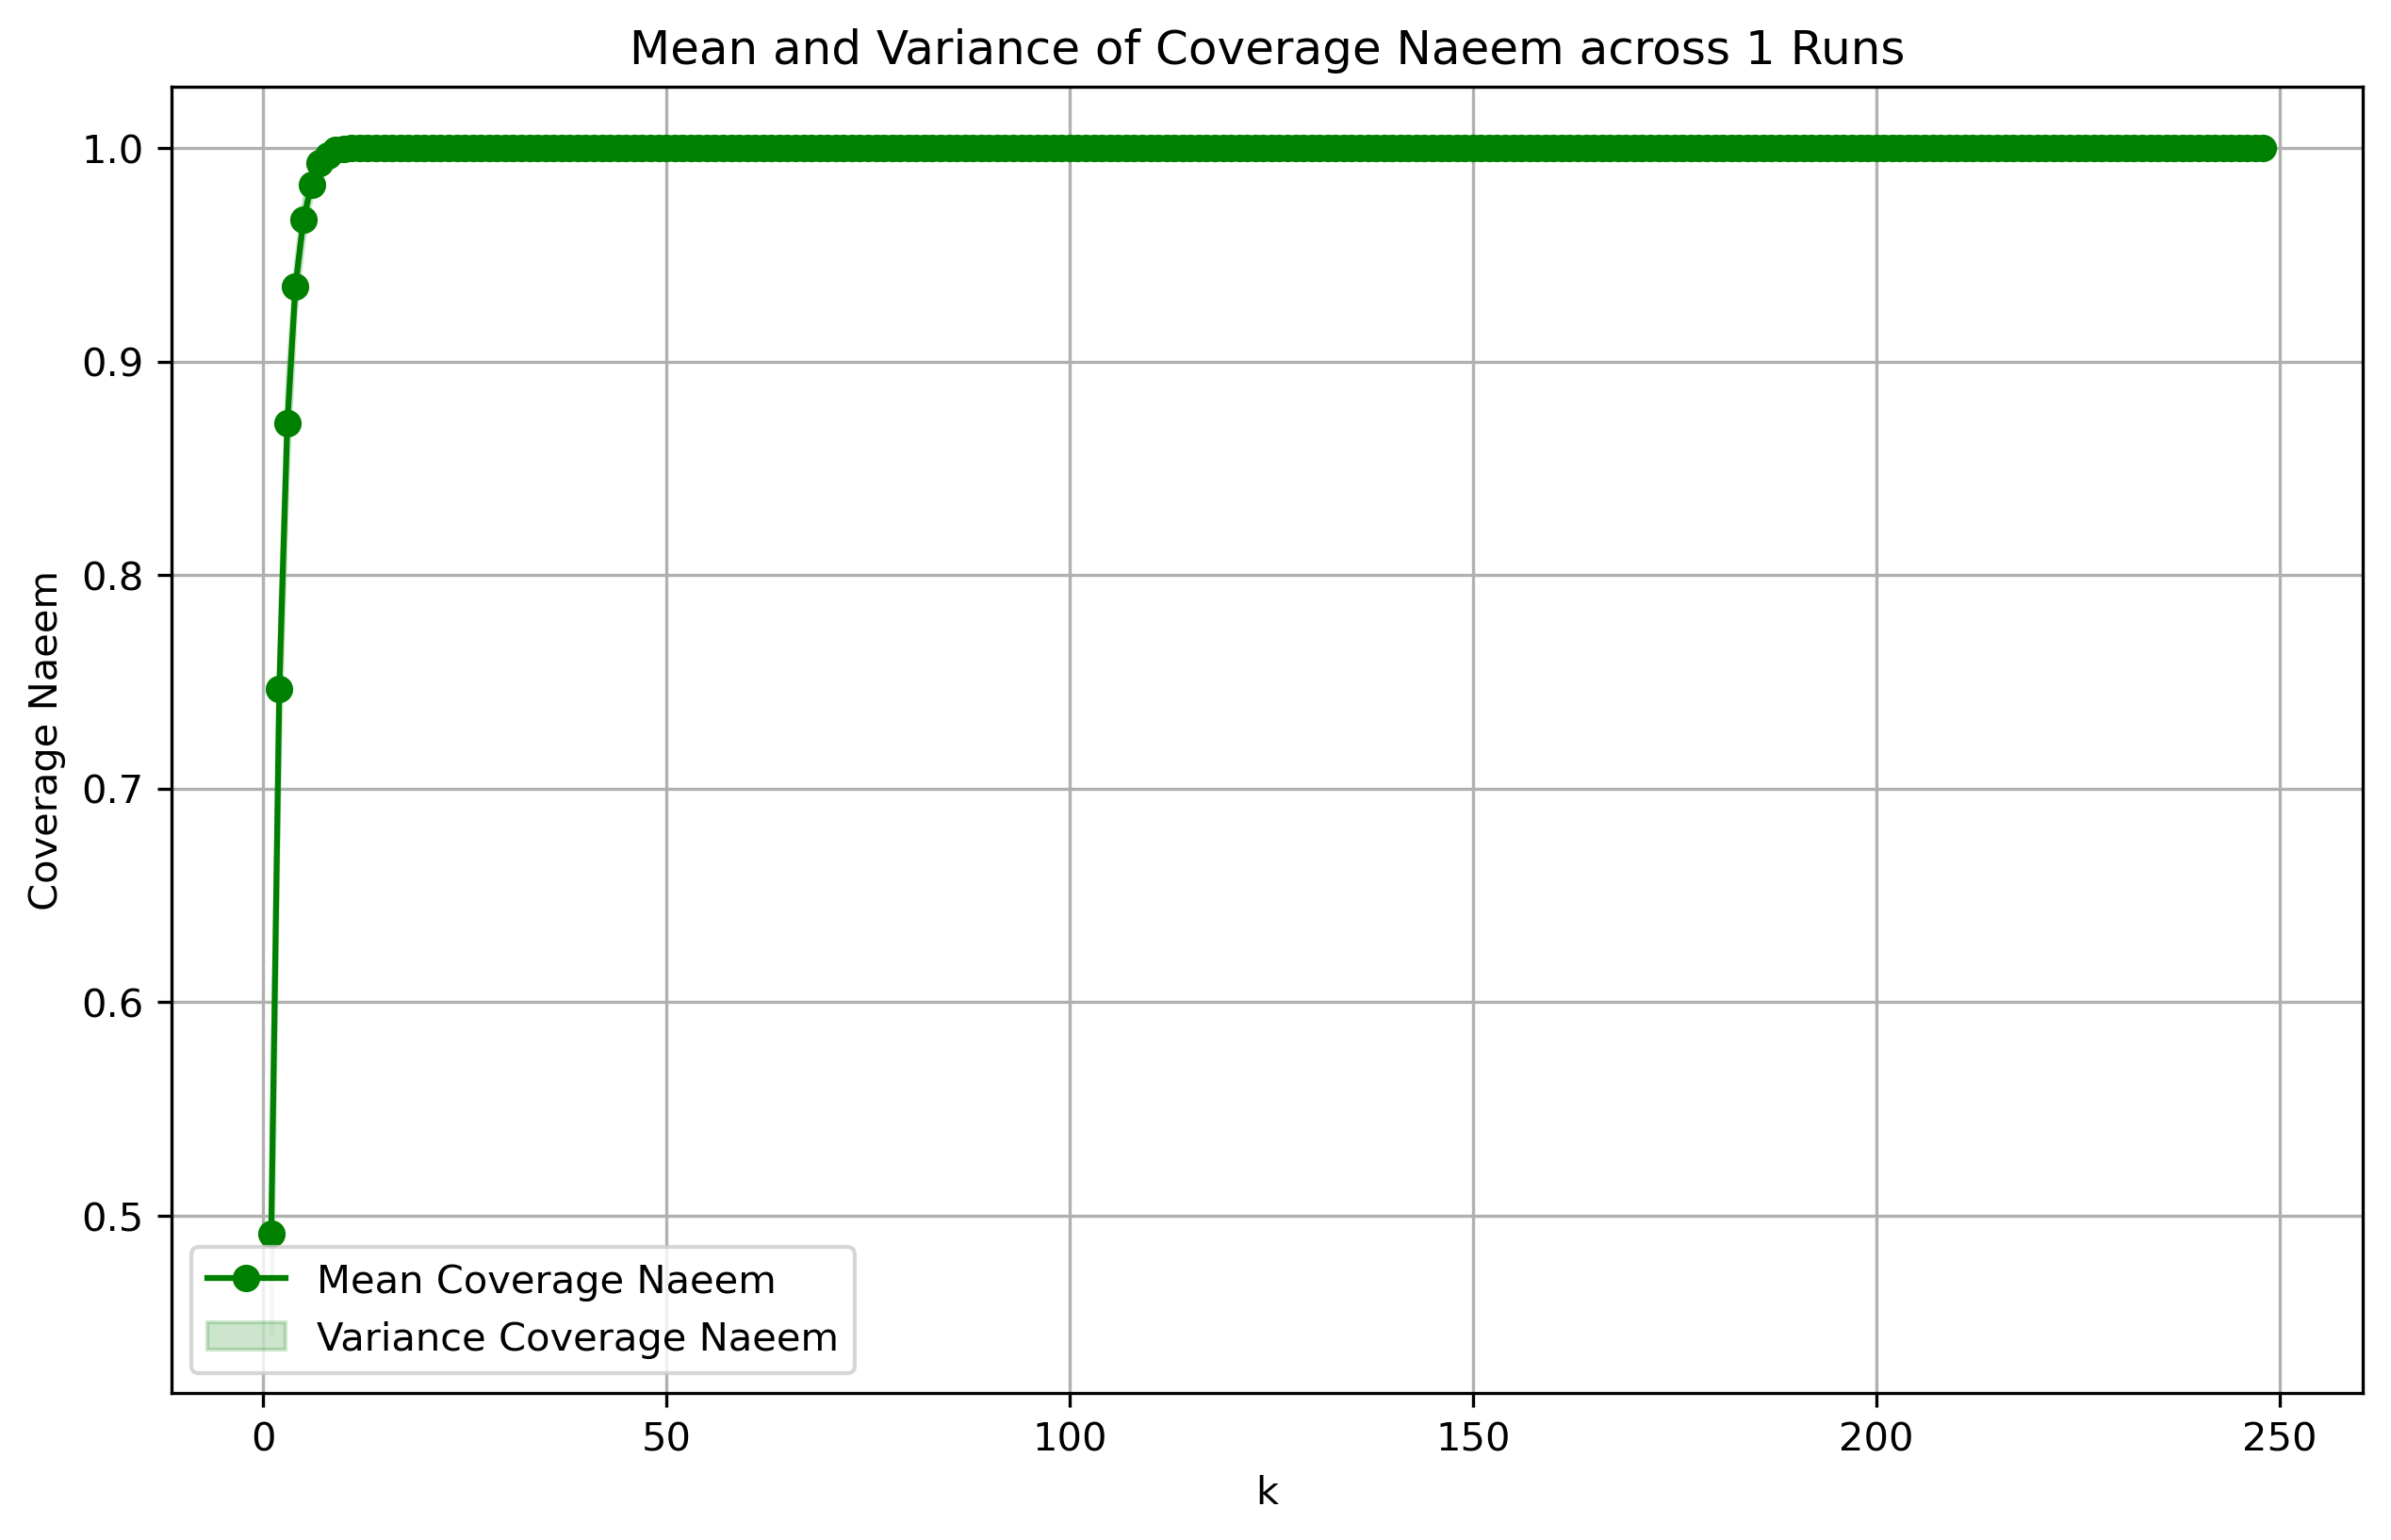 Mean and Variance of Coverage Naeem across 1 Runs
Coverage Naeem
1.0
0.9
0.8
0.7
0.6
0.5
Mean Coverage Naeem
Variance Coverage Naeem
0 50 100 150 200 250
k